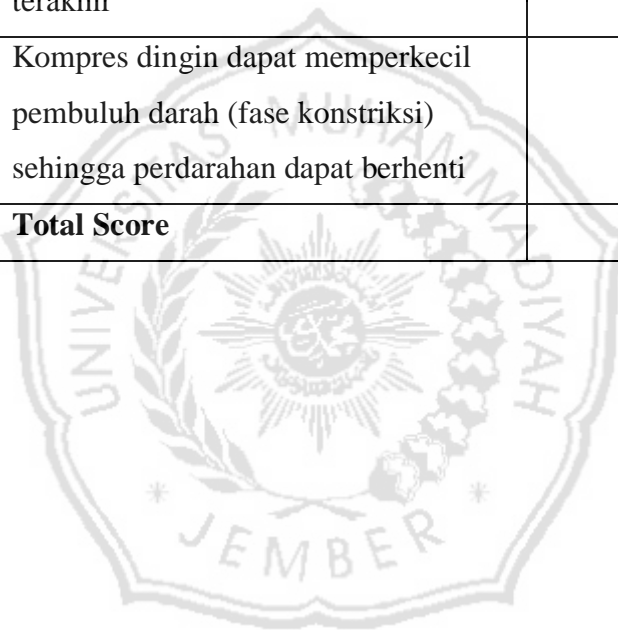 terakhir
Kompres dingin dapat memperkecil
pembuluh darah (fase konstriksi)
sehingga perdarahan dapat berhenti
Total Score
UNIVERSITAS MUHAMMADIYAH
* JEMBER *